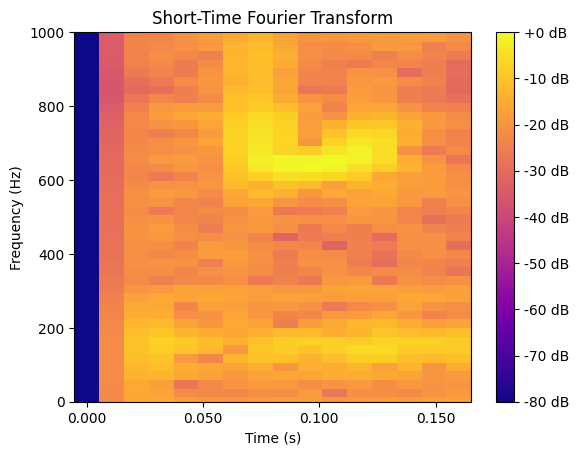 Short-Time Fourier Transform
1000
800
600
400
200
0
Frequency (Hz)
0.000
0.050
0.100
0.150
Time (s)
+0 dB
-10 dB
-20 dB
-30 dB
-40 dB
-50 dB
-60 dB
-70 dB
-80 dB